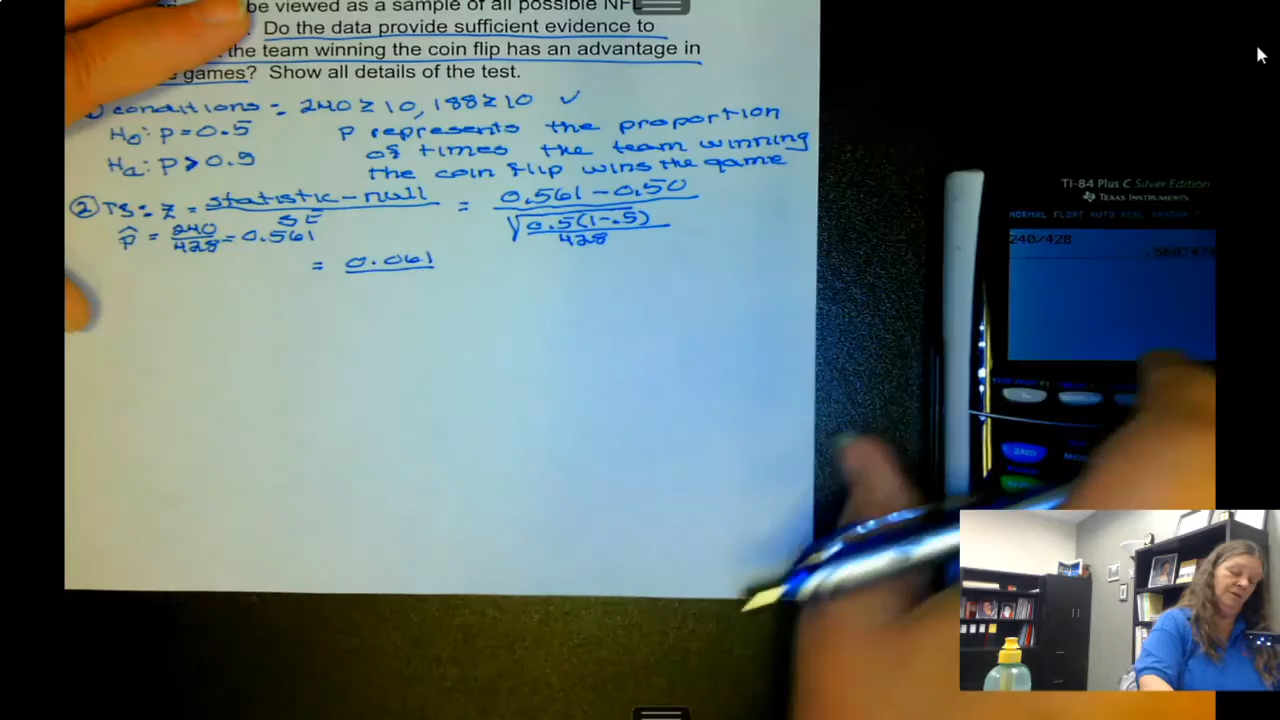 be viewed as a sample of all possible NFL
Do the data provide sufficient evidence to
the team winning the coin flip has an advantage in
games? Show all details of the test.
conditions = 240 ≥ 10, 188 ≥ 10 ✓
H₀: p = 0.5 p represents the proportion
of times the team winning
Hₐ: p > 0.5 the coin flip wins the game
② TS: z = statistic - null / SE = 0.561 - 0.50 / √(0.5(1-.5) / 428)
p̂ = 240/428 = 0.561
= 0.061
TI-84 Plus C Silver Edition
TEXAS INSTRUMENTS
NORMAL FLOAT AUTO REAL
240/428
2ND